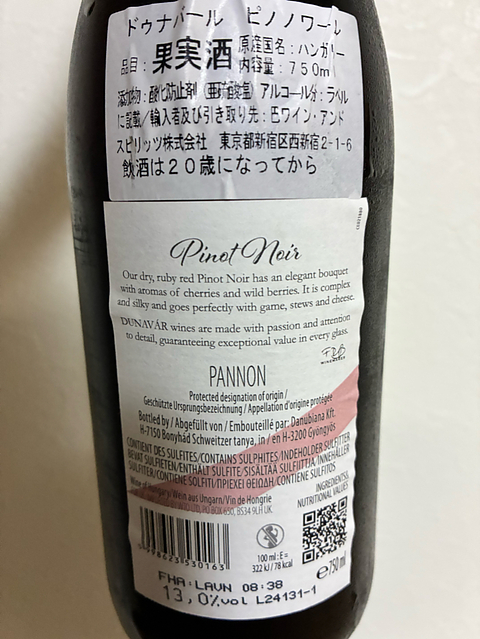 ドゥナバール ピノノワール
品目：果実酒 原産国名：ハンガリー
内容量：７５０ｍｌ
添加物：酸化防止剤（亜硫酸塩） アルコール分：ラベル
に記載／輸入者及び引き取り先：巴ワイン・アンド
スピリッツ株式会社 東京都新宿区西新宿2-1-6
飲酒は２０歳になってから
Pinot Noir
Our dry, ruby red Pinot Noir has an elegant bouquet
with aromas of cherries and wild berries. It is complex
and silky and goes perfectly with game, stews and cheese.
DUNAVÁR wines are made with passion and attention
to detail, guaranteeing exceptional value in every glass.
PANNON
Protected designation of origin /
Geschützte Ursprungsbezeichnung / Appellation d'origine protégée
Bottled by / Abgefüllt von / Embouteillé par: Danubiana Kft.
H-7150 Bonyhád Schweitzer tanya, in / en H-3200 Gyöngyös
CONTIENT DES SULFITES/CONTAINS SULPHITES/INDEHOLDER SULFITTER
BEVAT SULFIETEN/ENTHÄLT SULFITE/SISÄLTÄÄ SULFIITTIA/INNEHÅLLER
SULFITER/CONTIENE SOLFITI/ΠΕΡΙΕΧΕΙ ΘΕΙΩΔΗ/CONTIENE SULFITOS
Wine of Hungary/Wein aus Ungarn/Vin de Hongrie
PO BOX 650, BS34 9LH UK
INGREDIENTS &
NUTRITIONAL VALUES
100 ml : E =
322 kJ / 78 kcal
e 750 ml
5 998623 530163
FHA:LAVN 08:38
13,0%vol L24131-1